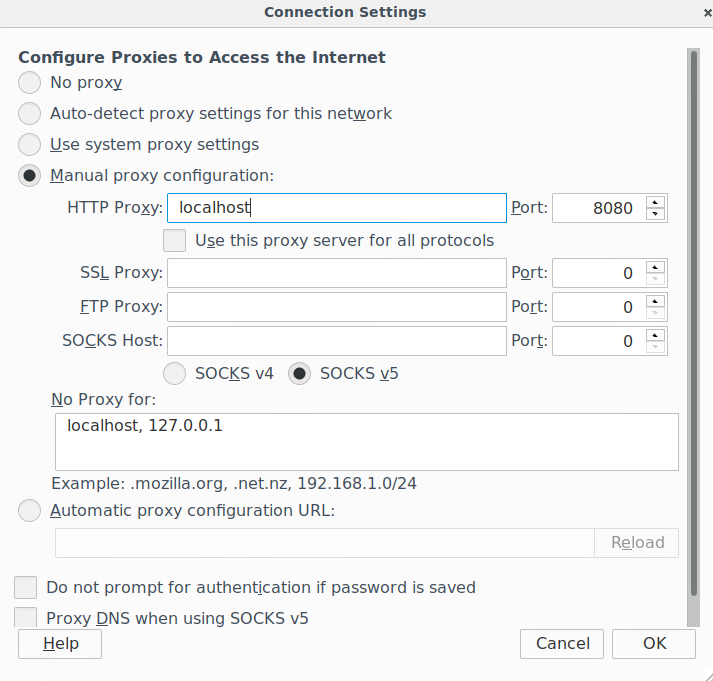 Connection Settings ×
Configure Proxies to Access the Internet
No proxy
Auto-detect proxy settings for this network
Use system proxy settings
Manual proxy configuration:
HTTP Proxy: localhost Port: 8080
Use this proxy server for all protocols
SSL Proxy: Port: 0
FTP Proxy: Port: 0
SOCKS Host: Port: 0
SOCKS v4 SOCKS v5
No Proxy for:
localhost, 127.0.0.1
Example: .mozilla.org, .net.nz, 192.168.1.0/24
Automatic proxy configuration URL:
Reload
Do not prompt for authentication if password is saved
Proxy DNS when using SOCKS v5
Help Cancel OK